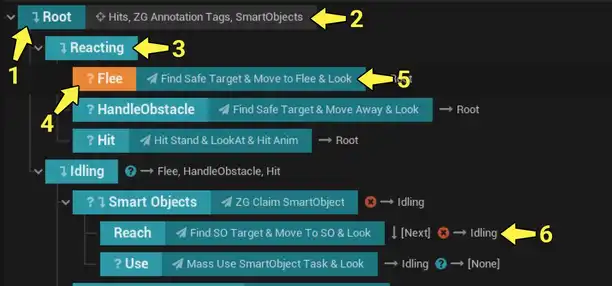 Root Hits, ZG Annotation Tags, SmartObjects 2
1 Reacting 3
4 ? Flee Find Safe Target & Move to Flee & Look 5
? HandleObstacle Find Safe Target & Move Away & Look → Root
? Hit Hit Stand & LookAt & Hit Anim → Root
Idling ? → Flee, HandleObstacle, Hit
? Smart Objects ZG Claim SmartObject → Idling
Reach Find SO Target & Move To SO & Look ↓ [Next] → Idling 6
? Use Mass Use SmartObject Task & Look → Idling ? → [None]